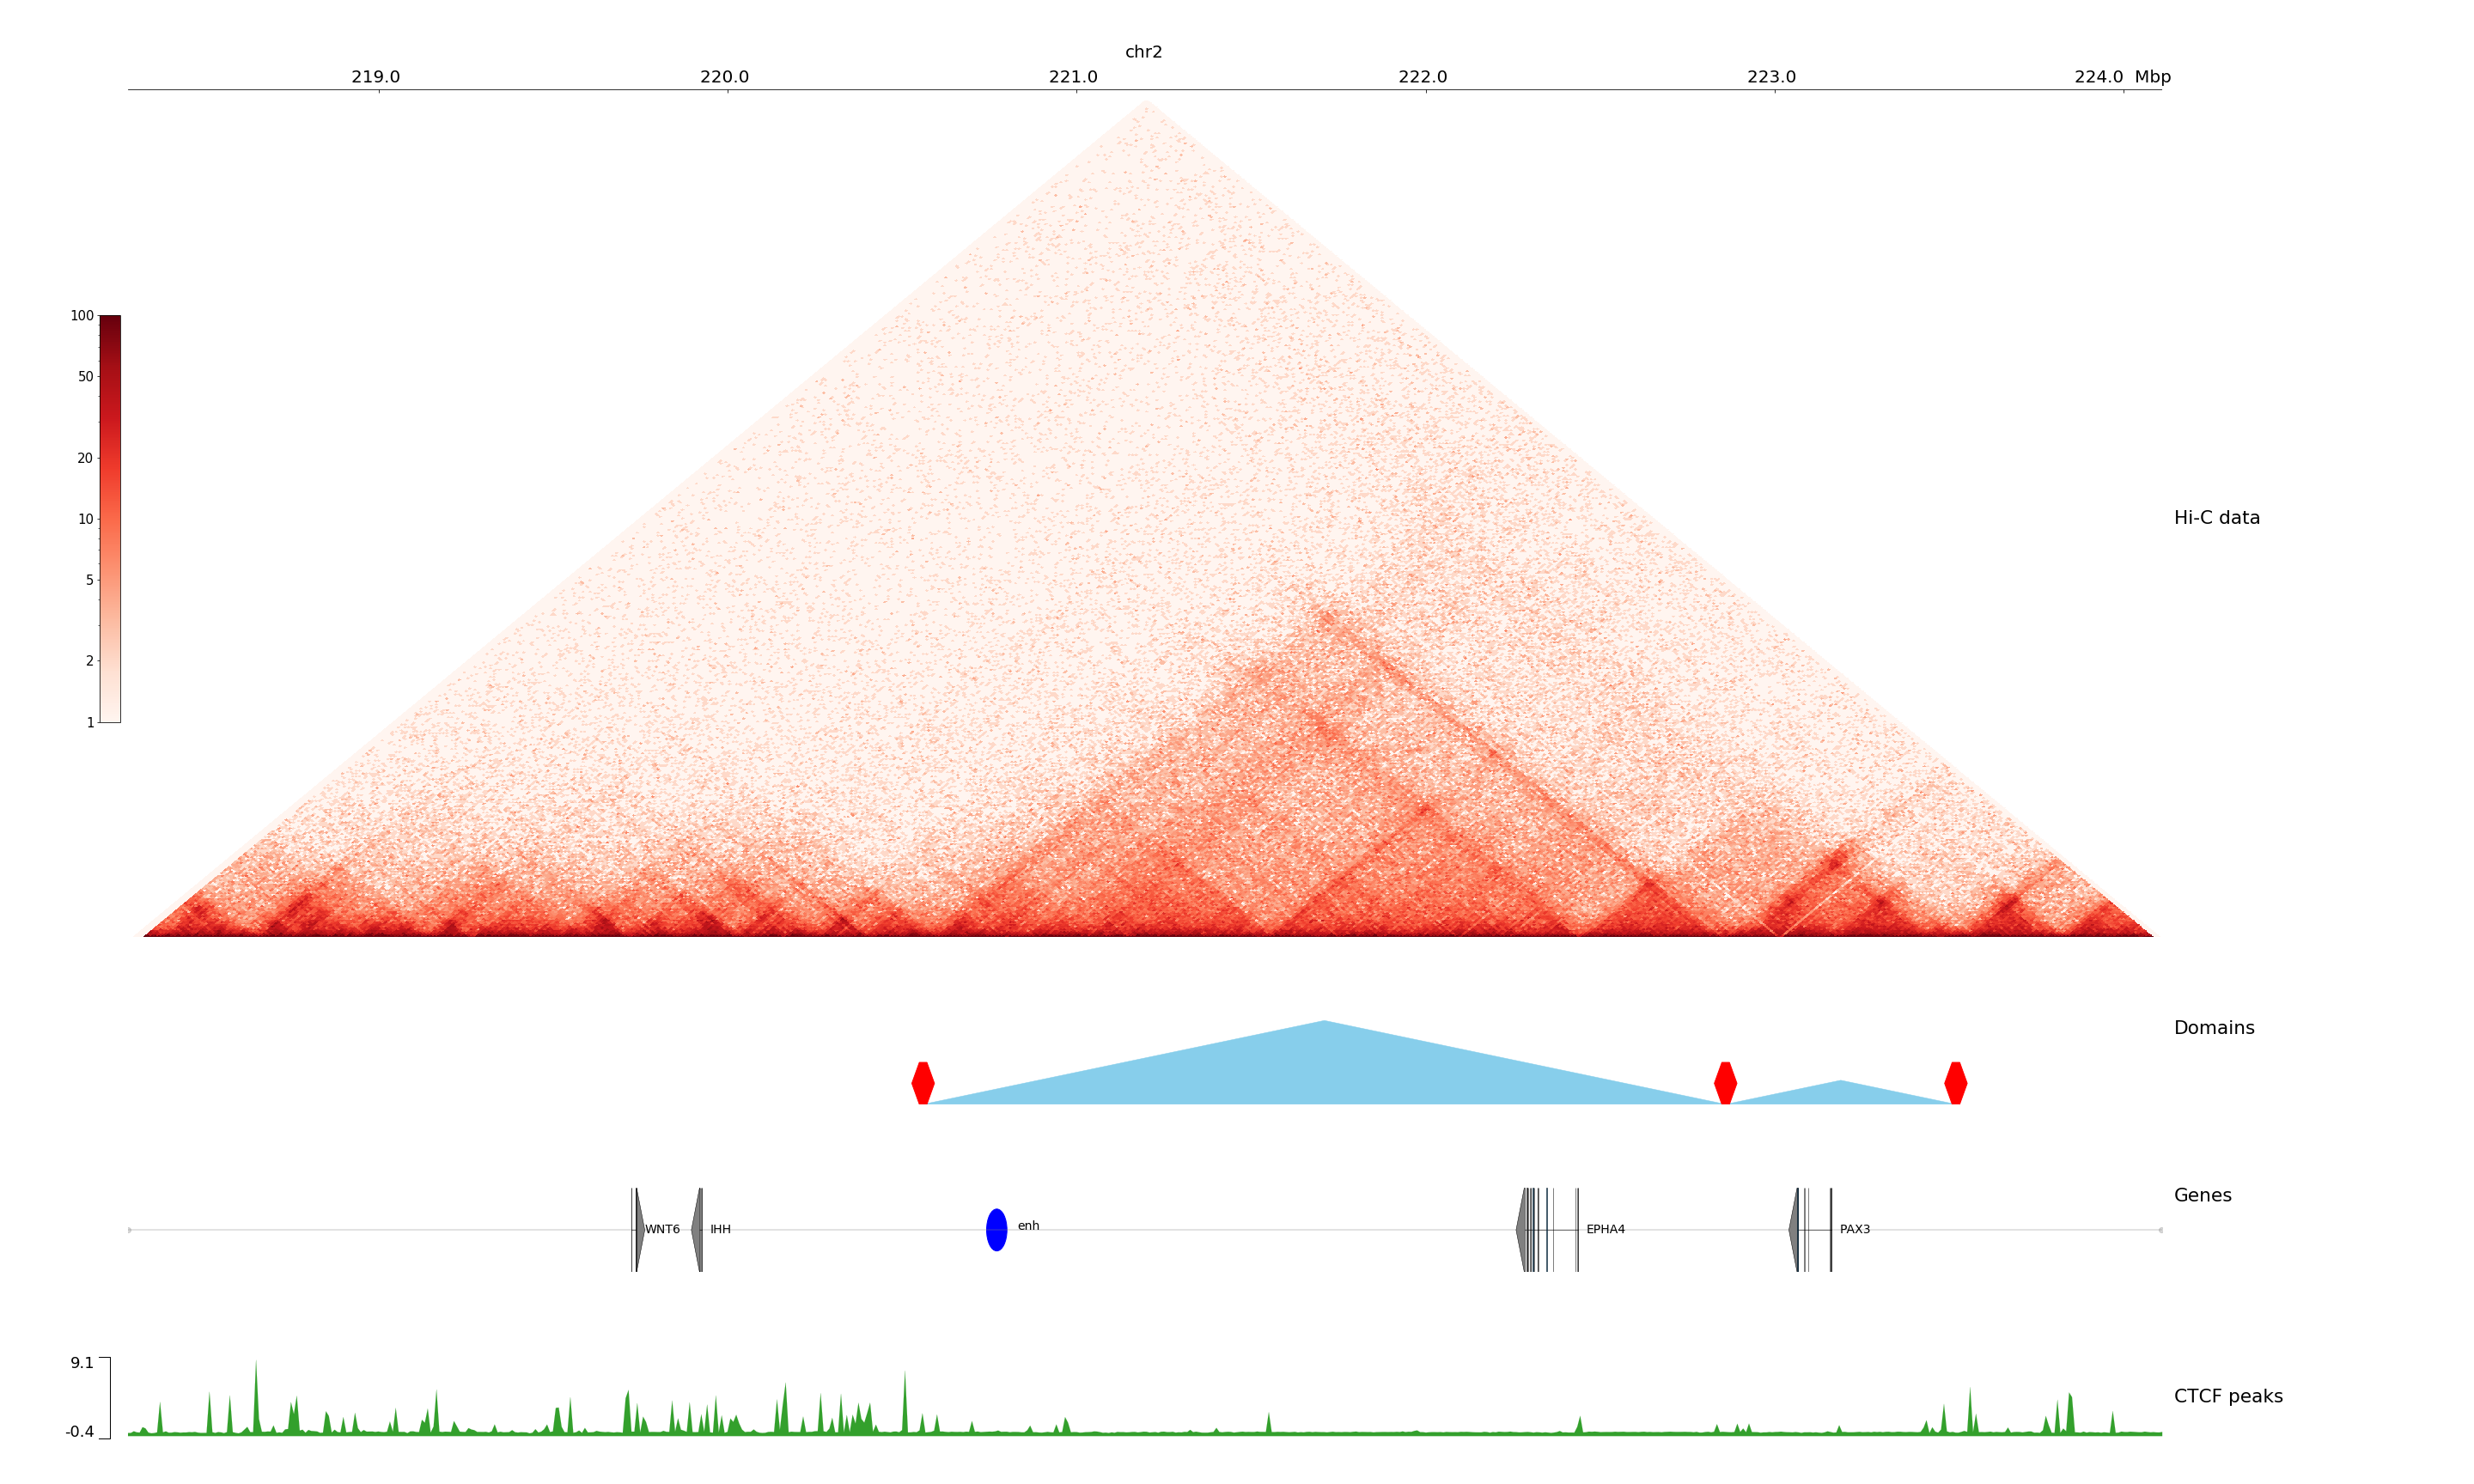 chr2
219.0 220.0 221.0 222.0 223.0 224.0 Mbp
100
50
20
10
5
2
1
Hi-C data
Domains
Genes
WNT6 IHH enh EPHA4 PAX3
9.1
-0.4
CTCF peaks